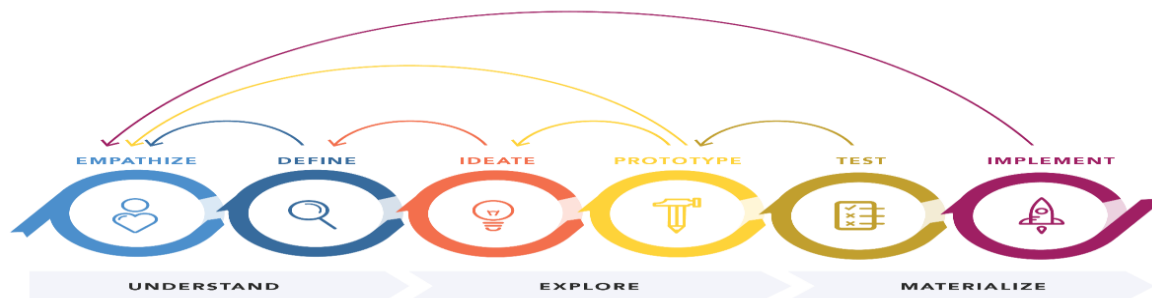 EMPATHIZE DEFINE IDEATE PROTOTYPE TEST IMPLEMENT
UNDERSTAND EXPLORE MATERIALIZE